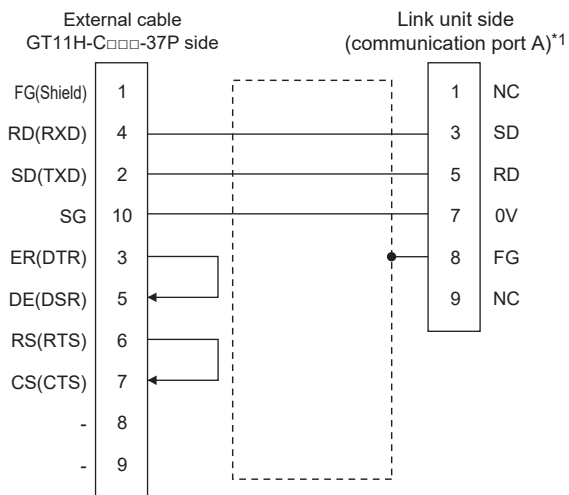 External cable
GT11H-C□□□-37P side
Link unit side
(communication port A)*1
FG(Shield) 1 1 NC
RD(RXD) 4 3 SD
SD(TXD) 2 5 RD
SG 10 7 0V
ER(DTR) 3 8 FG
DE(DSR) 5 9 NC
RS(RTS) 6
CS(CTS) 7
- 8
- 9